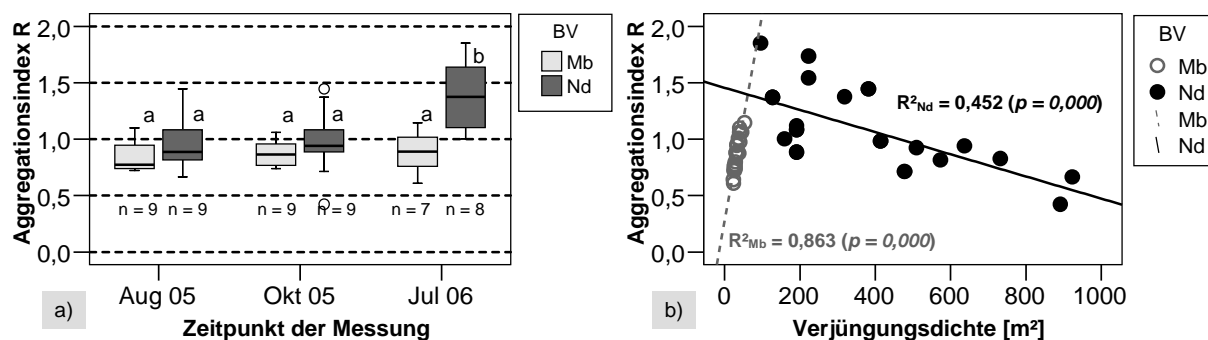 Aggregationsindex R
2,0
1,5
1,0
0,5
0,0
a a a a a b
n = 9 n = 9 n = 9 n = 9 n = 7 n = 8
Aug 05 Okt 05 Jul 06
Zeitpunkt der Messung
a)
BV
Mb
Nd
Aggregationsindex R
2,0
1,5
1,0
0,5
0,0
R²Nd = 0,452 (p = 0,000)
R²Mb = 0,863 (p = 0,000)
0 200 400 600 800 1000
Verjüngungsdichte [m²]
b)
BV
Mb
Nd
Mb
Nd